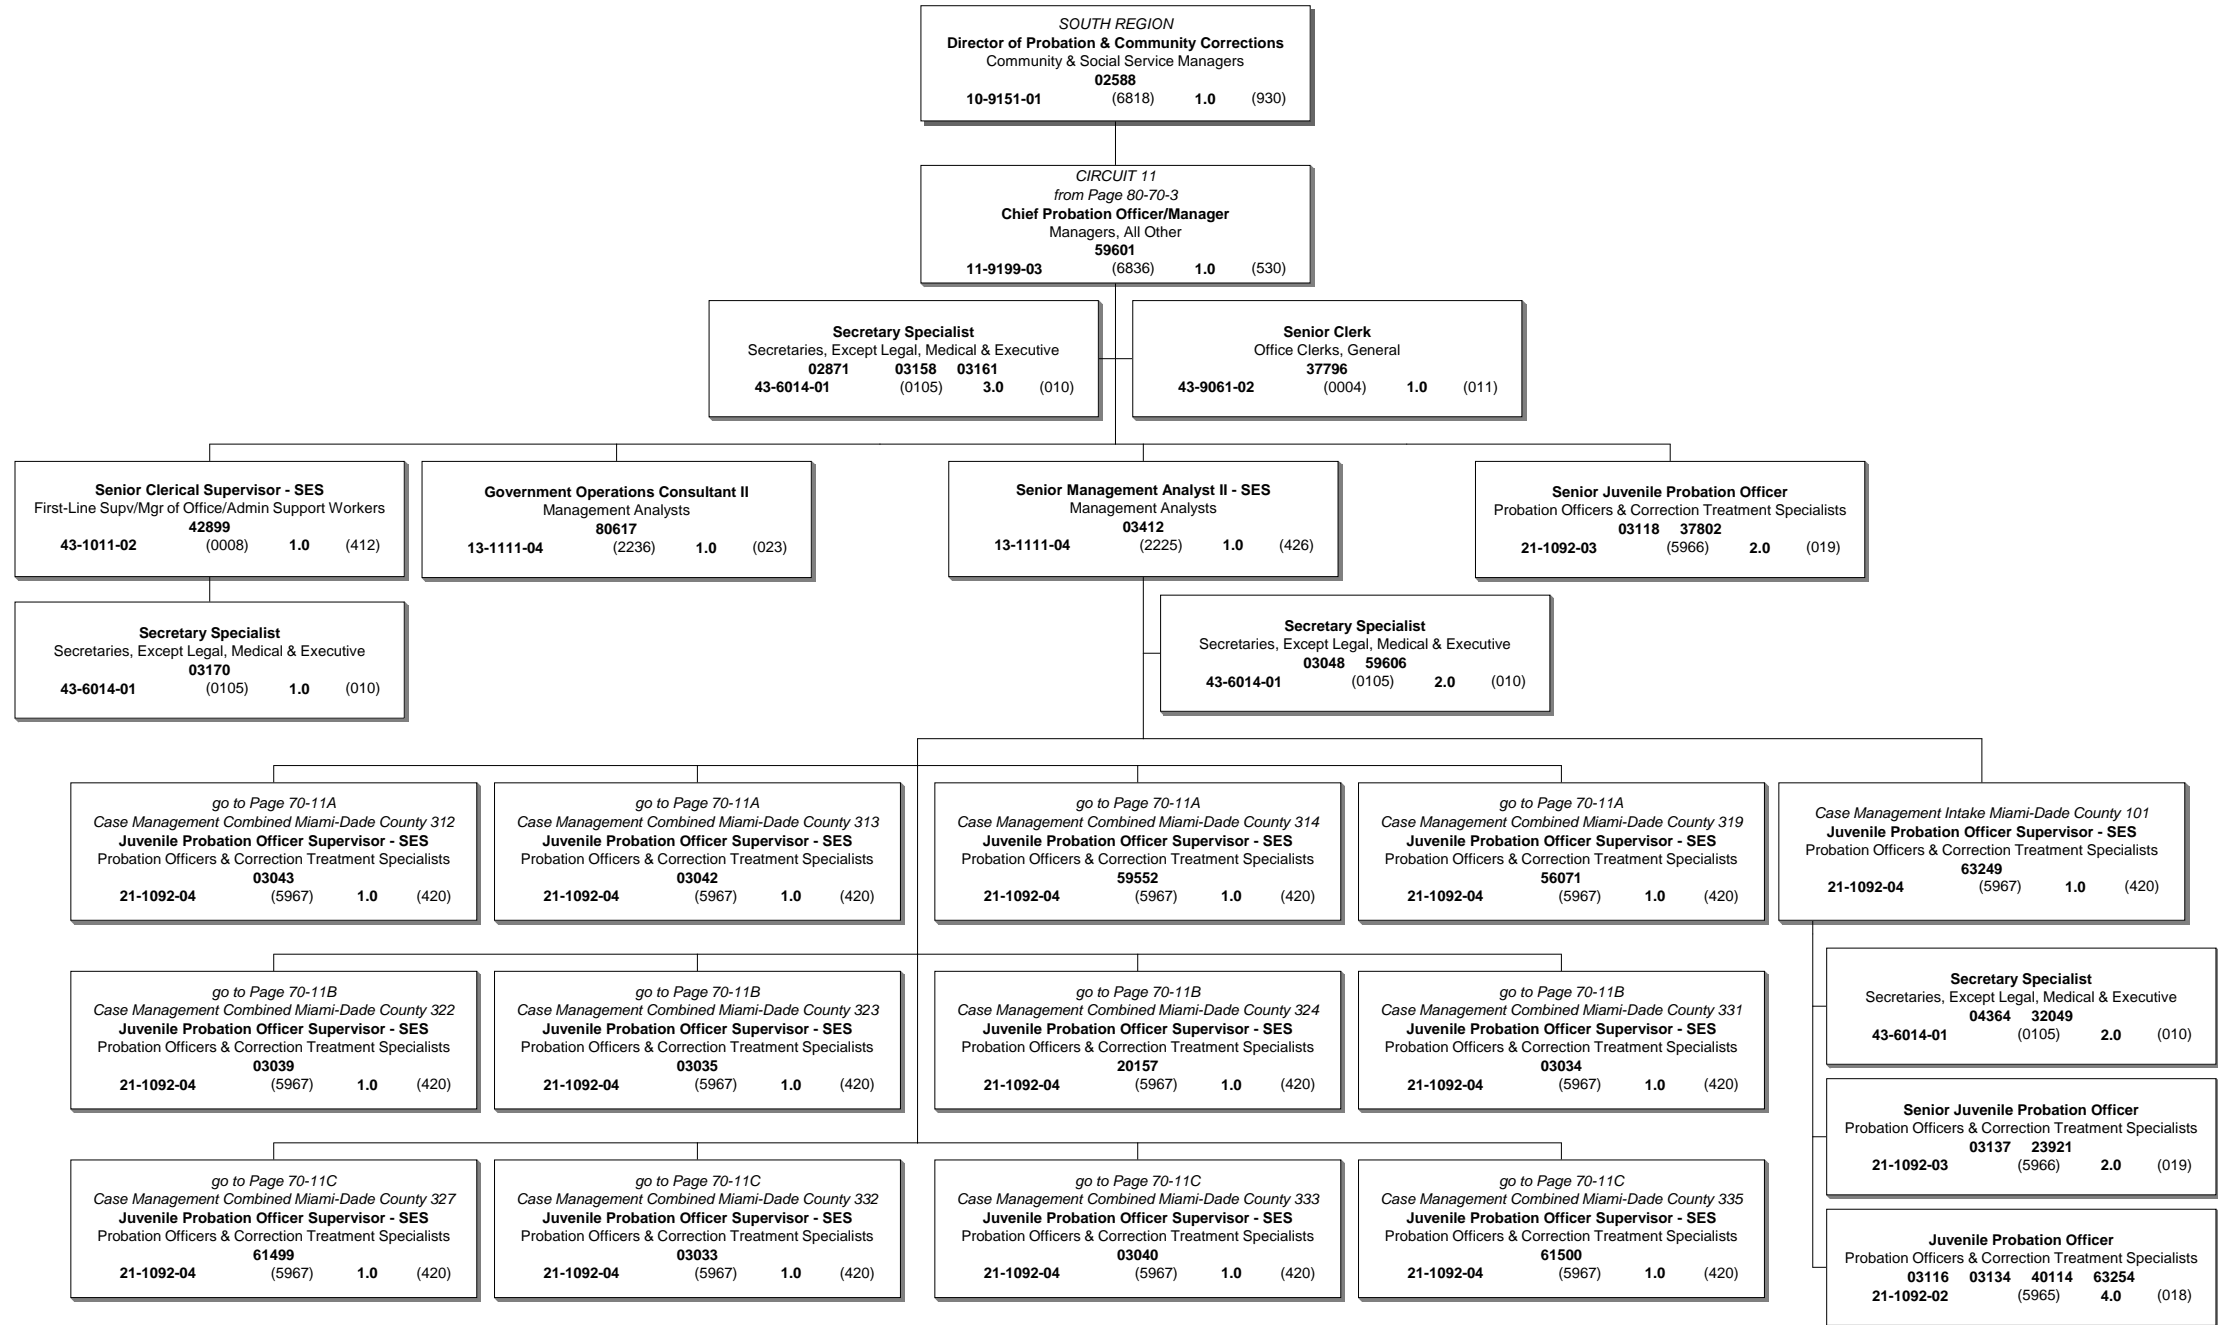 SOUTH REGION
Director of Probation & Community Corrections
Community & Social Service Managers
02588
10-9151-01 (6818) 1.0 (930)
CIRCUIT 11
from Page 80-70-3
Chief Probation Officer/Manager
Managers, All Other
59601
11-9199-03 (6836) 1.0 (530)
Secretary Specialist
Secretaries, Except Legal, Medical & Executive
02871 03158 03161
43-6014-01 (0105) 3.0 (010)
Senior Clerk
Office Clerks, General
37796
43-9061-02 (0004) 1.0 (011)
Senior Clerical Supervisor - SES
First-Line Supv/Mgr of Office/Admin Support Workers
42899
43-1011-02 (0008) 1.0 (412)
Government Operations Consultant II
Management Analysts
80617
13-1111-04 (2236) 1.0 (023)
Senior Management Analyst II - SES
Management Analysts
03412
13-1111-04 (2225) 1.0 (426)
Senior Juvenile Probation Officer
Probation Officers & Correction Treatment Specialists
03118 37802
21-1092-03 (5966) 2.0 (019)
Secretary Specialist
Secretaries, Except Legal, Medical & Executive
03170
43-6014-01 (0105) 1.0 (010)
Secretary Specialist
Secretaries, Except Legal, Medical & Executive
03048 59606
43-6014-01 (0105) 2.0 (010)
go to Page 70-11A
Case Management Combined Miami-Dade County 312
Juvenile Probation Officer Supervisor - SES
Probation Officers & Correction Treatment Specialists
03043
21-1092-04 (5967) 1.0 (420)
go to Page 70-11A
Case Management Combined Miami-Dade County 313
Juvenile Probation Officer Supervisor - SES
Probation Officers & Correction Treatment Specialists
03042
21-1092-04 (5967) 1.0 (420)
go to Page 70-11A
Case Management Combined Miami-Dade County 314
Juvenile Probation Officer Supervisor - SES
Probation Officers & Correction Treatment Specialists
59552
21-1092-04 (5967) 1.0 (420)
go to Page 70-11A
Case Management Combined Miami-Dade County 319
Juvenile Probation Officer Supervisor - SES
Probation Officers & Correction Treatment Specialists
56071
21-1092-04 (5967) 1.0 (420)
Case Management Intake Miami-Dade County 101
Juvenile Probation Officer Supervisor - SES
Probation Officers & Correction Treatment Specialists
63249
21-1092-04 (5967) 1.0 (420)
go to Page 70-11B
Case Management Combined Miami-Dade County 322
Juvenile Probation Officer Supervisor - SES
Probation Officers & Correction Treatment Specialists
03039
21-1092-04 (5967) 1.0 (420)
go to Page 70-11B
Case Management Combined Miami-Dade County 323
Juvenile Probation Officer Supervisor - SES
Probation Officers & Correction Treatment Specialists
03035
21-1092-04 (5967) 1.0 (420)
go to Page 70-11B
Case Management Combined Miami-Dade County 324
Juvenile Probation Officer Supervisor - SES
Probation Officers & Correction Treatment Specialists
20157
21-1092-04 (5967) 1.0 (420)
go to Page 70-11B
Case Management Combined Miami-Dade County 331
Juvenile Probation Officer Supervisor - SES
Probation Officers & Correction Treatment Specialists
03034
21-1092-04 (5967) 1.0 (420)
Secretary Specialist
Secretaries, Except Legal, Medical & Executive
04364 32049
43-6014-01 (0105) 2.0 (010)
Senior Juvenile Probation Officer
Probation Officers & Correction Treatment Specialists
03137 23921
21-1092-03 (5966) 2.0 (019)
go to Page 70-11C
Case Management Combined Miami-Dade County 327
Juvenile Probation Officer Supervisor - SES
Probation Officers & Correction Treatment Specialists
61499
21-1092-04 (5967) 1.0 (420)
go to Page 70-11C
Case Management Combined Miami-Dade County 332
Juvenile Probation Officer Supervisor - SES
Probation Officers & Correction Treatment Specialists
03033
21-1092-04 (5967) 1.0 (420)
go to Page 70-11C
Case Management Combined Miami-Dade County 333
Juvenile Probation Officer Supervisor - SES
Probation Officers & Correction Treatment Specialists
03040
21-1092-04 (5967) 1.0 (420)
go to Page 70-11C
Case Management Combined Miami-Dade County 335
Juvenile Probation Officer Supervisor - SES
Probation Officers & Correction Treatment Specialists
61500
21-1092-04 (5967) 1.0 (420)
Juvenile Probation Officer
Probation Officers & Correction Treatment Specialists
03116 03134 40114 63254
21-1092-02 (5965) 4.0 (018)